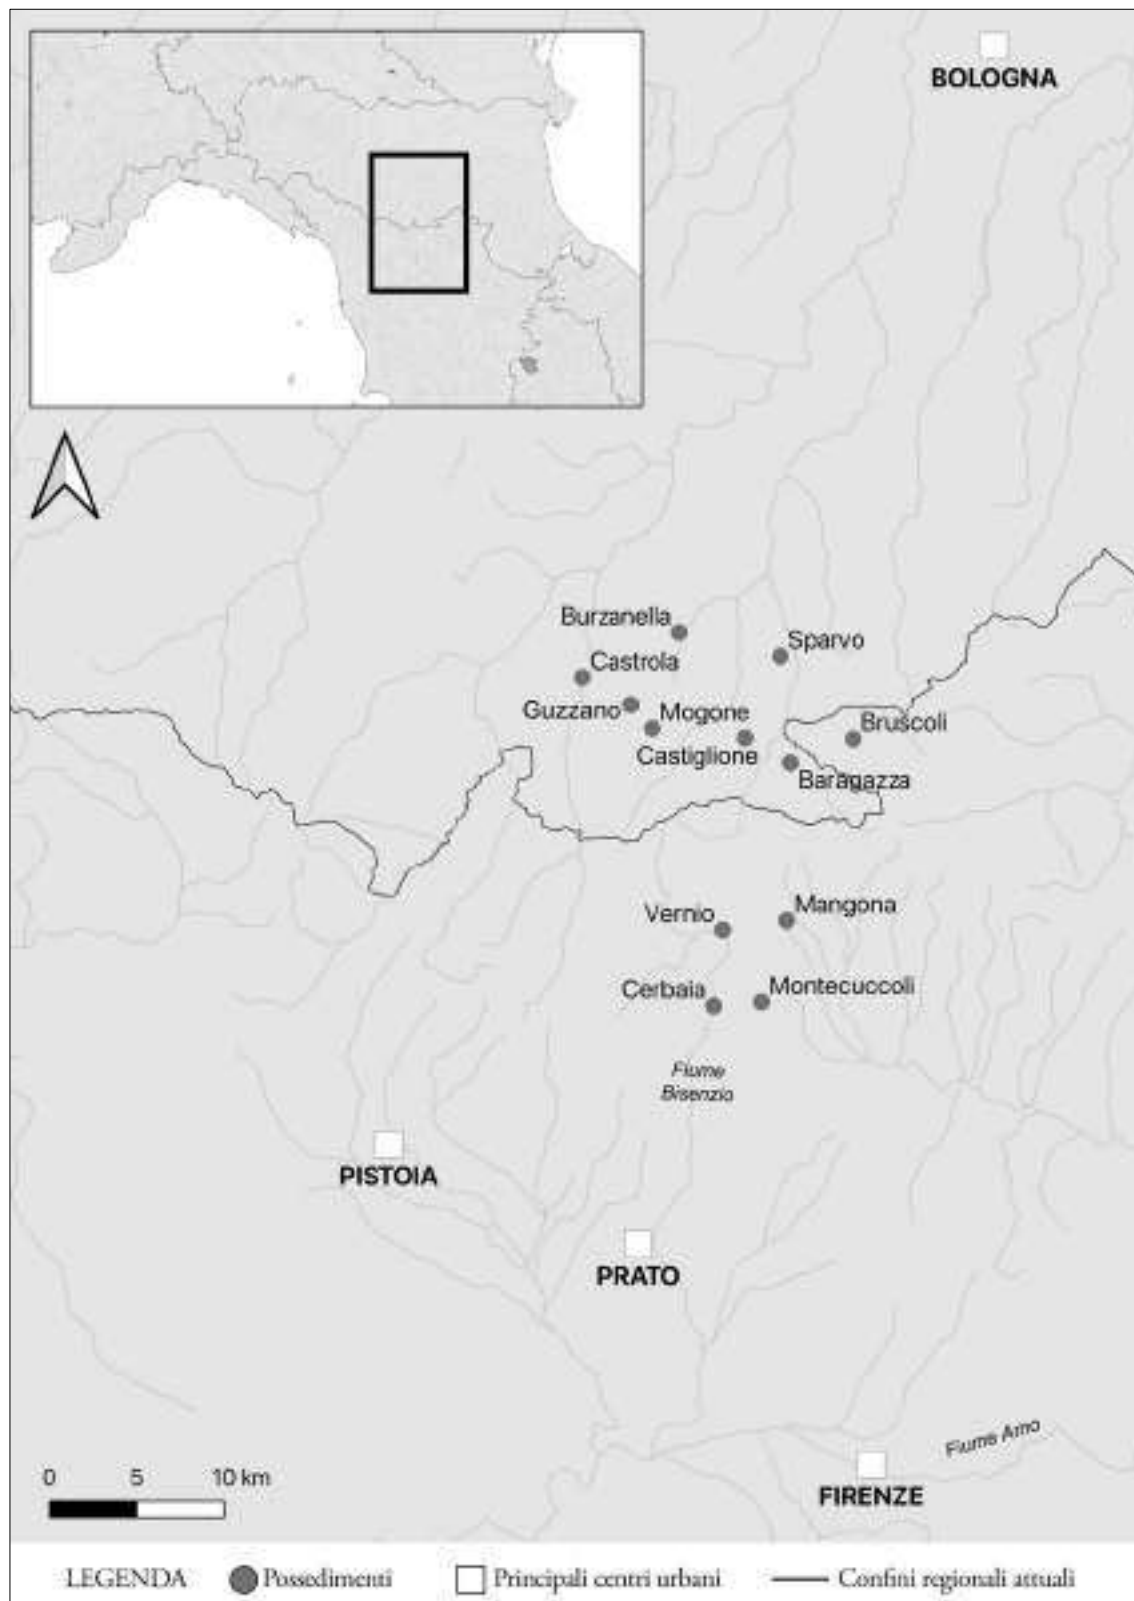 BOLOGNA
Burzanella
Sparvo
Castrola
Guzzano
Mogone
Bruscoli
Castiglione
Baragazza
Vernio
Mangona
Cerbaia
Montecuccoli
Fiume
Bisenzio
PISTOIA
PRATO
Fiume Arno
0 5 10 km
FIRENZE
LEGENDA Possedimenti Principali centri urbani Confini regionali attuali